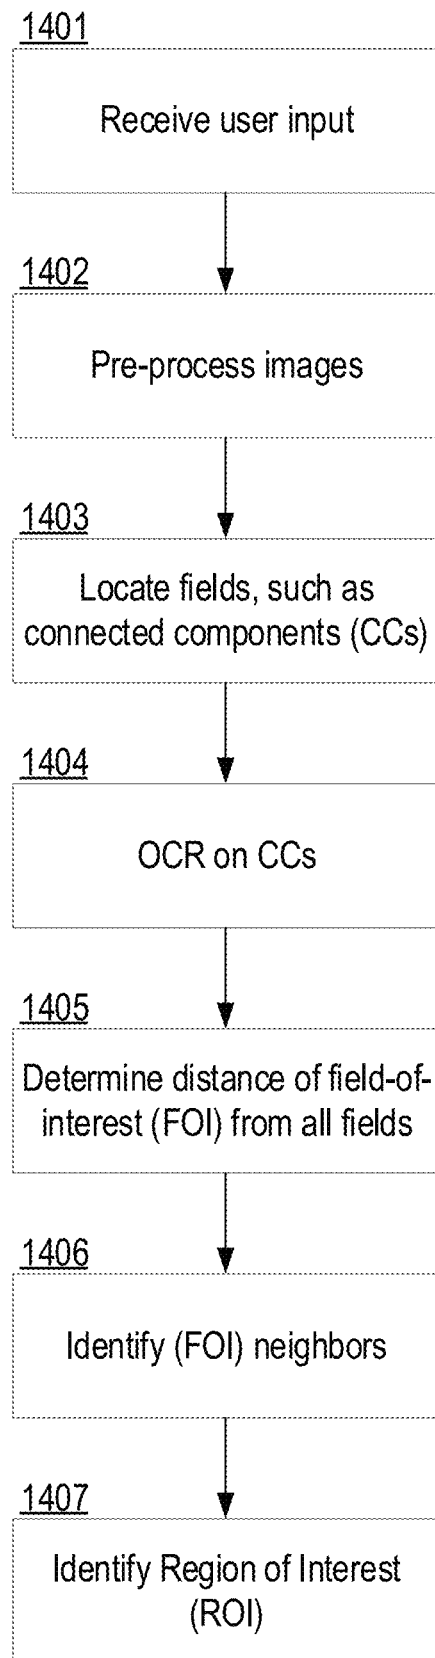 1401
Receive user input
1402
Pre-process images
1403
Locate fields, such as
connected components (CCs)
1404
OCR on CCs
1405
Determine distance of field-of-
interest (FOI) from all fields
1406
Identify (FOI) neighbors
1407
Identify Region of Interest
(ROI)